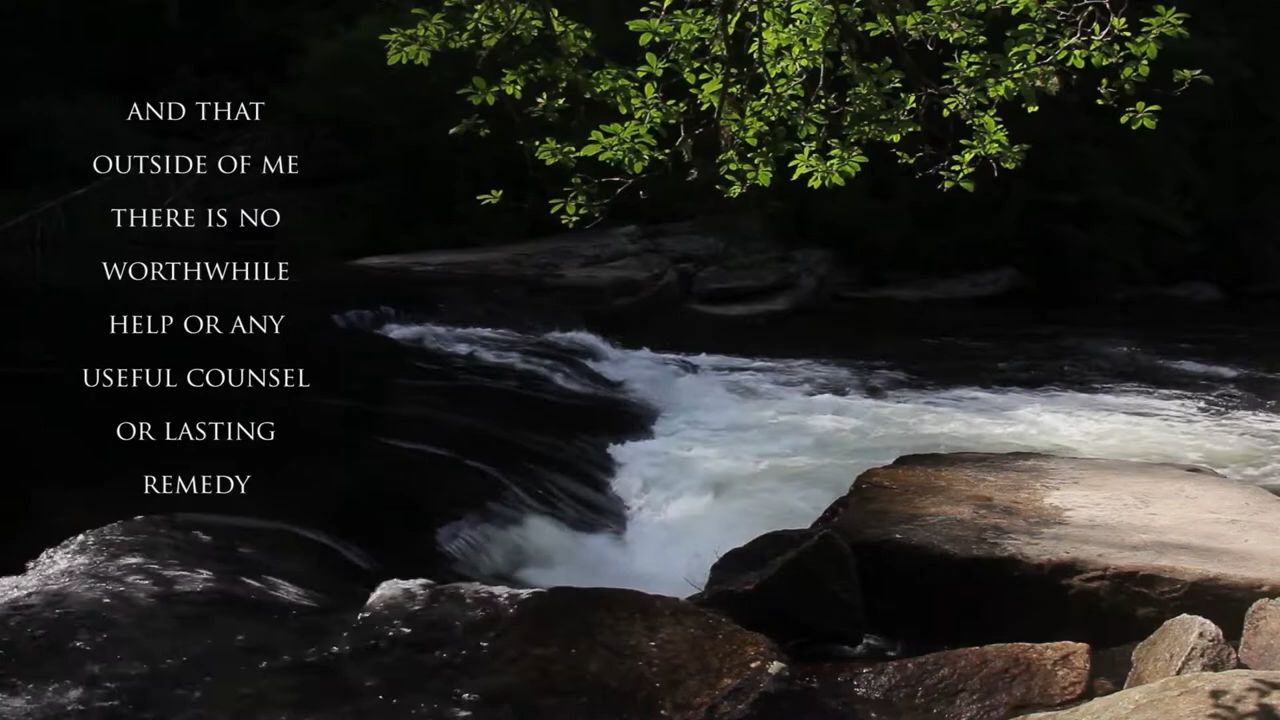 AND THAT
OUTSIDE OF ME
THERE IS NO
WORTHWHILE
HELP OR ANY
USEFUL COUNSEL
OR LASTING
REMEDY